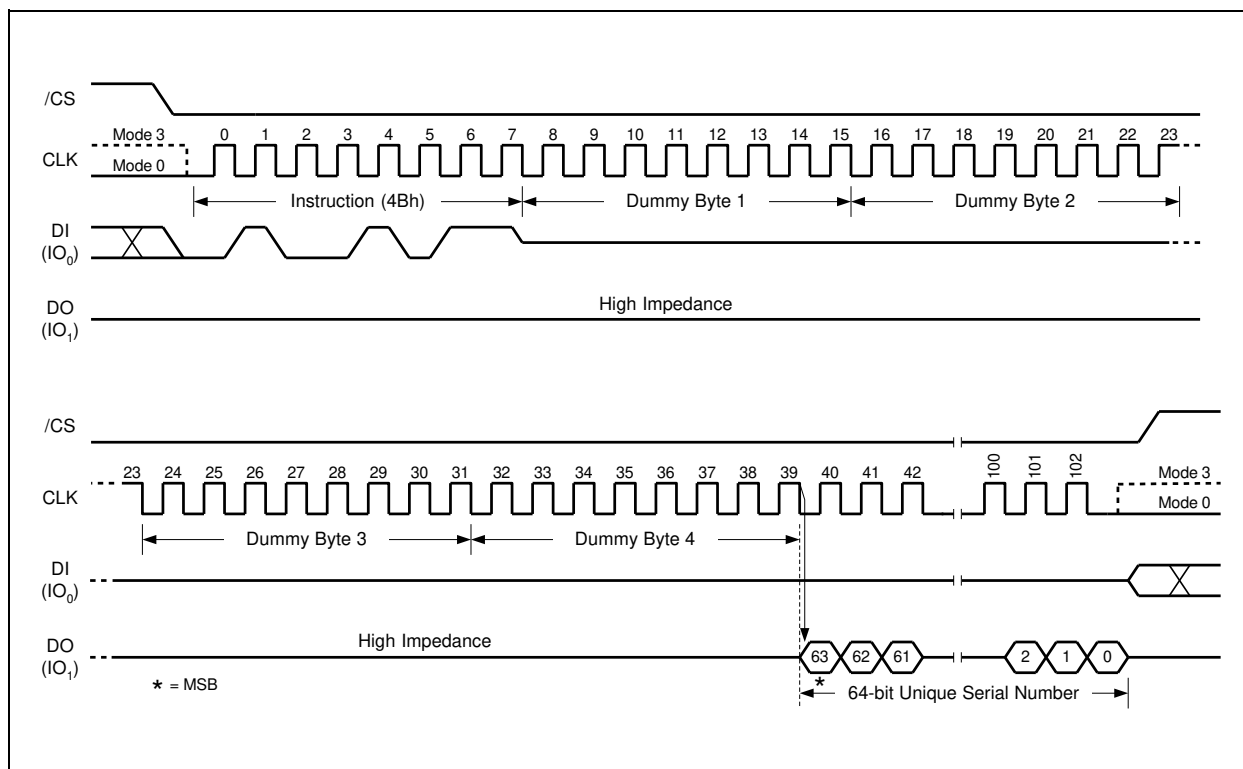 /CS
Mode 3
0 1 2 3 4 5 6 7 8 9 10 11 12 13 14 15 16 17 18 19 20 21 22 23
CLK
Mode 0
Instruction (4Bh) Dummy Byte 1 Dummy Byte 2
DI
(IO0)
High Impedance
DO
(IO1)
/CS
23 24 25 26 27 28 29 30 31 32 33 34 35 36 37 38 39 40 41 42 100 101 102
Mode 3
CLK
Mode 0
Dummy Byte 3 Dummy Byte 4
DI
(IO0)
High Impedance
DO
(IO1)
63 62 61 2 1 0
* = MSB
*
64-bit Unique Serial Number